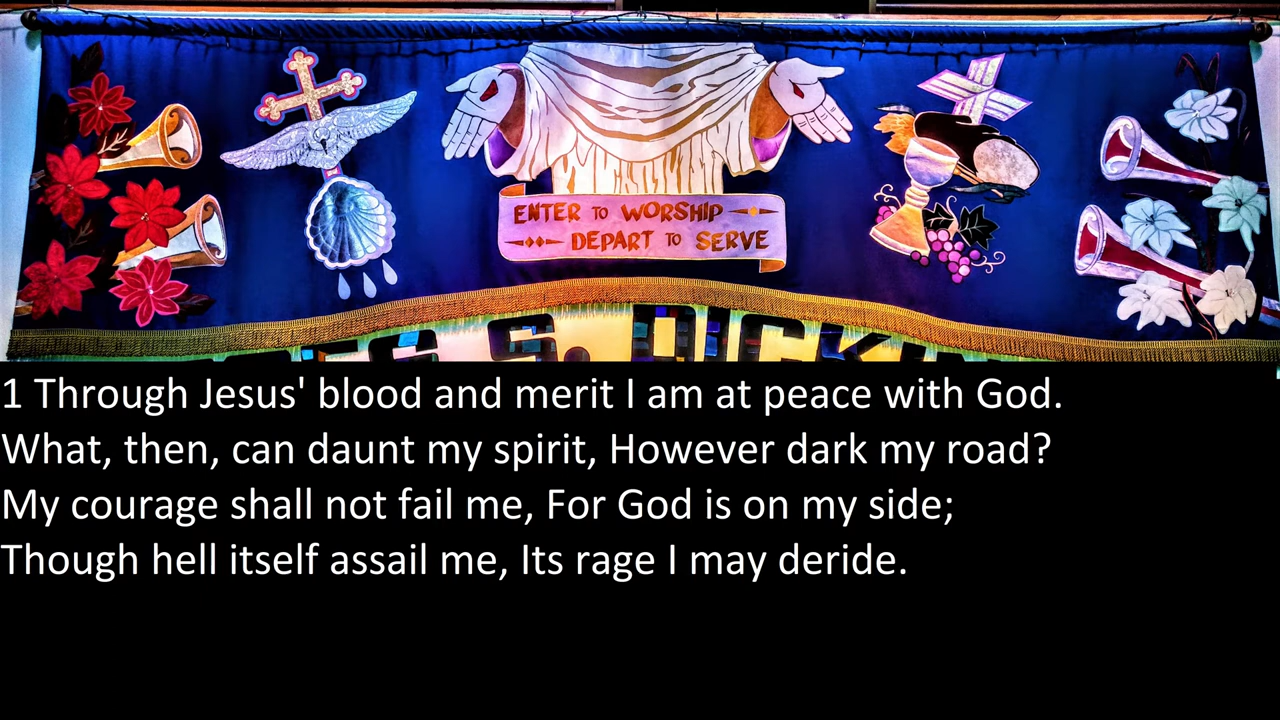 ENTER TO WORSHIP
DEPART TO SERVE
S.
1 Through Jesus' blood and merit I am at peace with God.
What, then, can daunt my spirit, However dark my road?
My courage shall not fail me, For God is on my side;
Though hell itself assail me, Its rage I may deride.